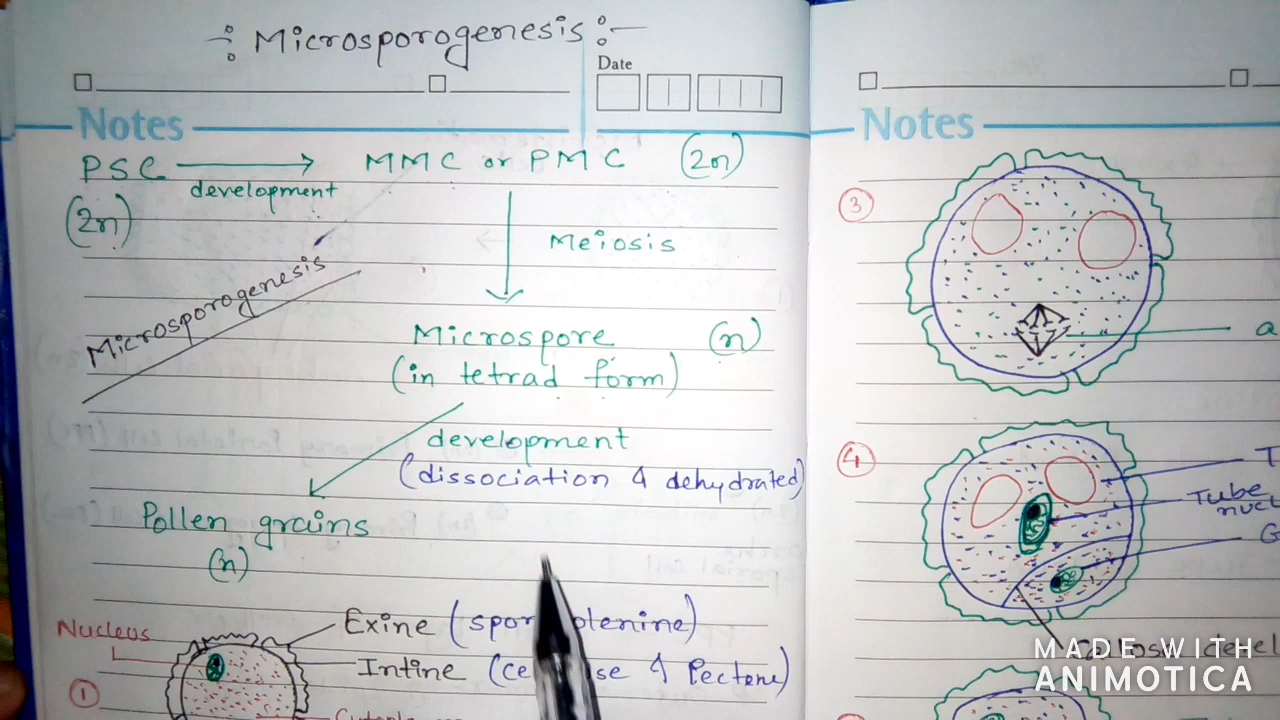 Microsporogenesis
Date
Notes
PSC development MMC or PMC (2n)
(2n)
Meiosis
Microsporogenesis
Microspore (n)
(in tetrad form)
development
(dissociation & dehydrated)
Pollen grains
(n)
Nucleus
Exine
Intine
& Pectene)
1
Notes
3
a
4
T
Tube
G
MADE WITH
ANIMOTICA